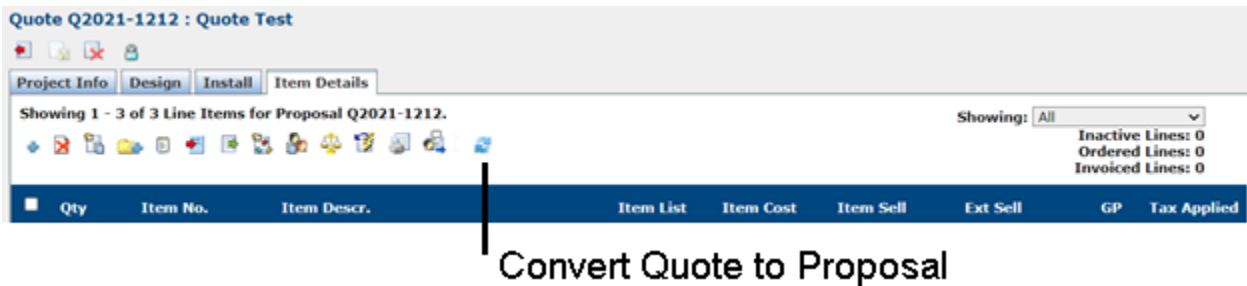 Quote Q2021-1212 : Quote Test
Project Info Design Install Item Details
Showing 1 - 3 of 3 Line Items for Proposal Q2021-1212.
Showing: All
Inactive Lines: 0
Ordered Lines: 0
Invoiced Lines: 0
Qty Item No. Item Descr. Item List Item Cost Item Sell Ext Sell GP Tax Applied
Convert Quote to Proposal